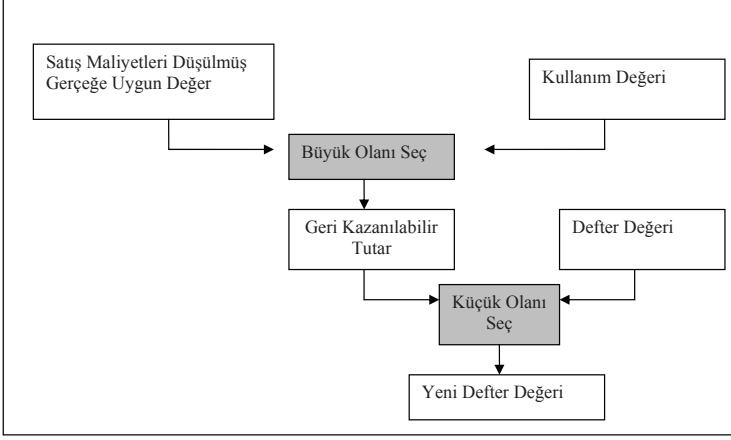 Satış Maliyetleri Düşülmüş
Gerçeğe Uygun Değer
Kullanım Değeri
Büyük Olanı Seç
Geri Kazanılabilir
Tutar
Defter Değeri
Küçük Olanı
Seç
Yeni Defter Değeri